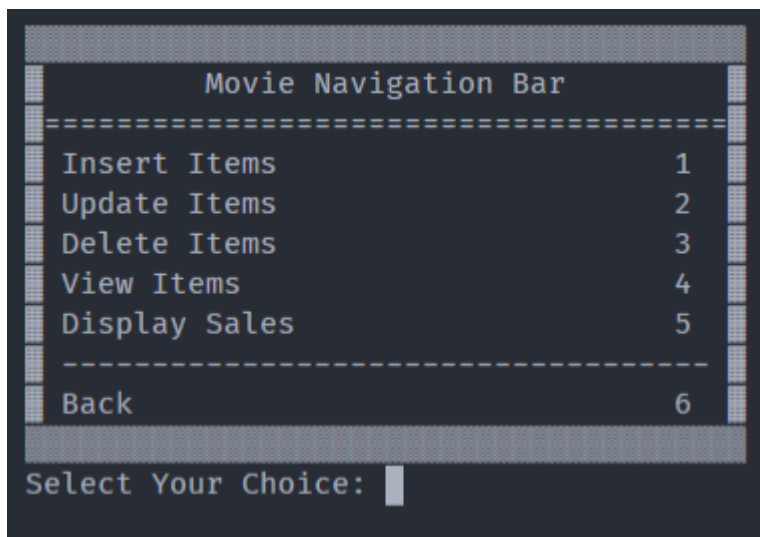 Movie Navigation Bar
======================================
Insert Items 1
Update Items 2
Delete Items 3
View Items 4
Display Sales 5
------------------------------------
Back 6
Select Your Choice: